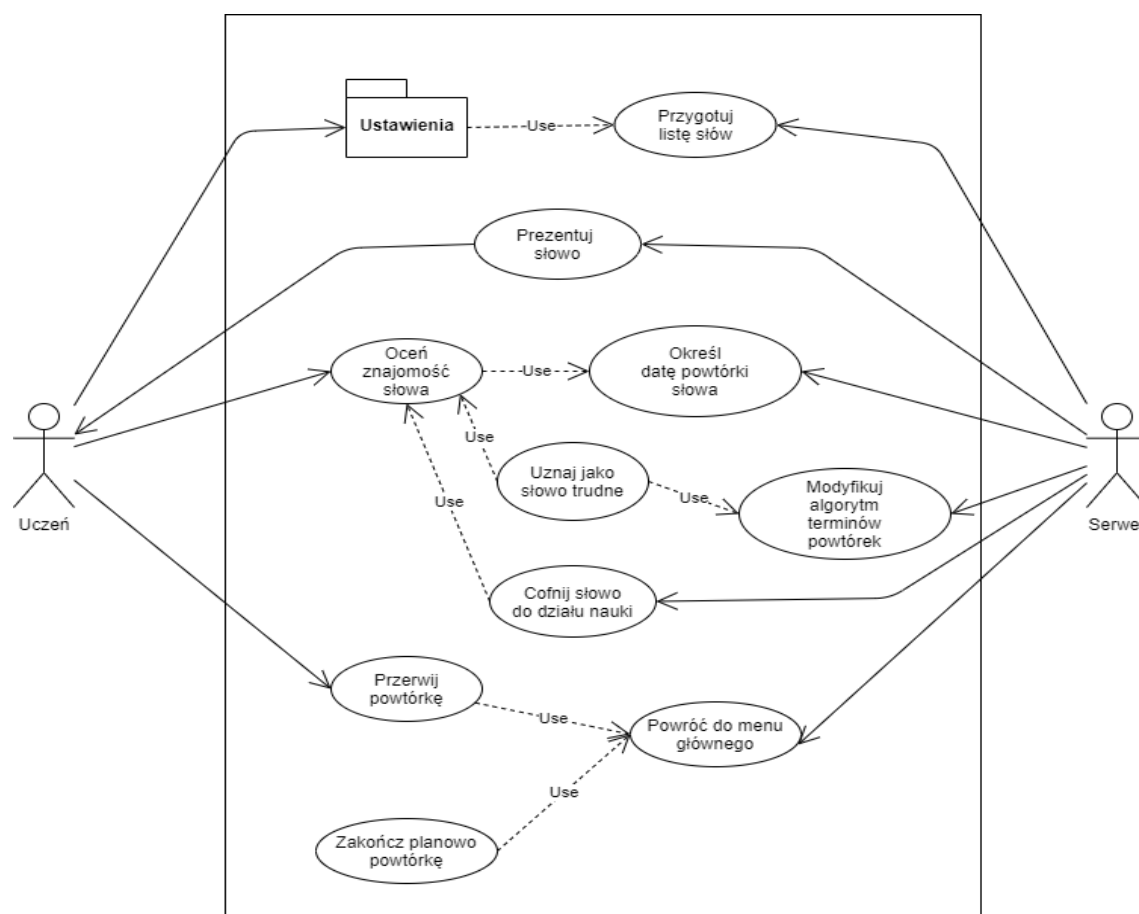 Ustawienia
Use
Przygotuj
listę słów
Prezentuj
słowo
Oceń
znajomość
słowa
Use
Określ
datę powtórki
słowa
Use
Uznaj jako
słowo trudne
Use
Modyfikuj
algorytm
terminów
powtórek
Use
Uczeń
Serwe
Cofnij słowo
do działu nauki
Przerwij
powtórkę
Use
Powróć do menu
głównego
Use
Zakończ planowo
powtórkę